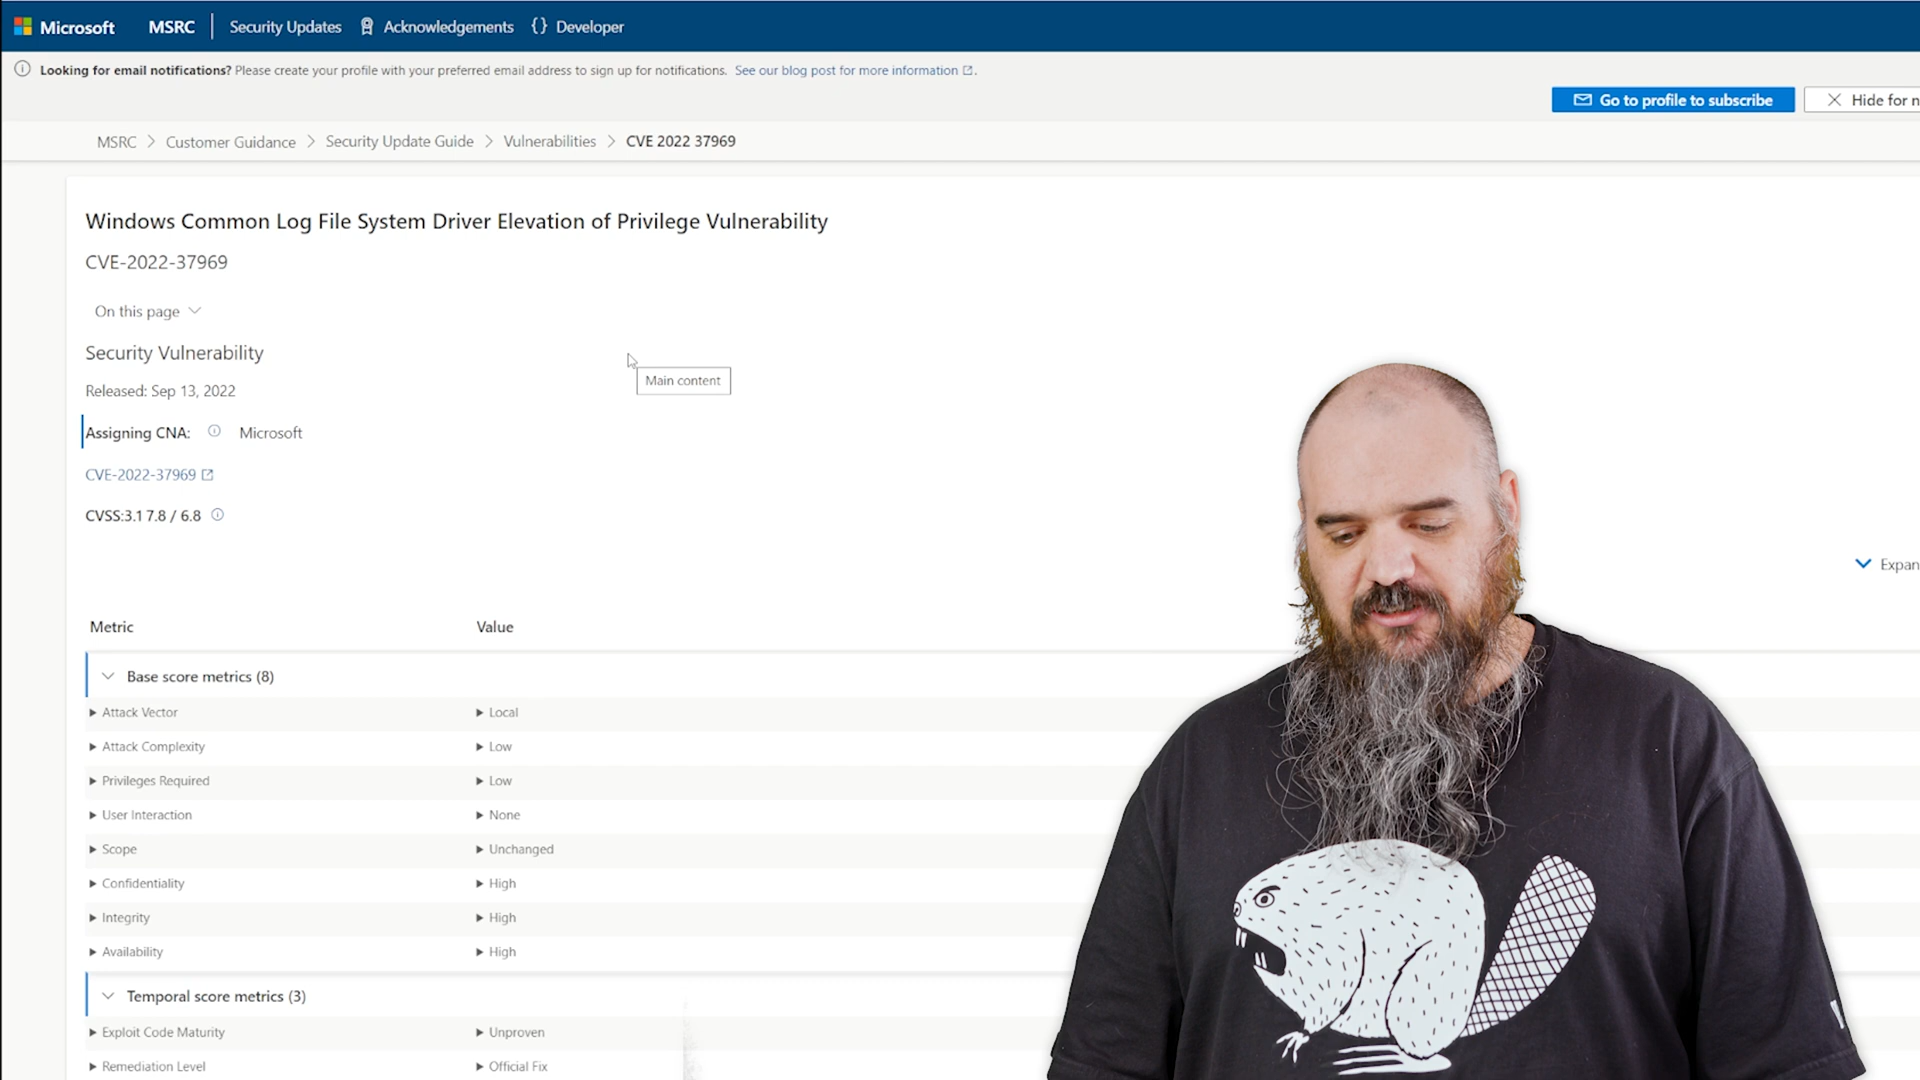 Microsoft MSRC Security Updates Acknowledgements {} Developer
Looking for email notifications? Please create your profile with your preferred email address to sign up for notifications. See our blog post for more information.
Go to profile to subscribe Hide for n
MSRC > Customer Guidance > Security Update Guide > Vulnerabilities > CVE 2022 37969
Windows Common Log File System Driver Elevation of Privilege Vulnerability
CVE-2022-37969
On this page
Security Vulnerability
Main content
Released: Sep 13, 2022
Assigning CNA: Microsoft
CVE-2022-37969
CVSS:3.1 7.8 / 6.8
Expan
Metric Value
Base score metrics (8)
Attack Vector Local
Attack Complexity Low
Privileges Required Low
User Interaction None
Scope Unchanged
Confidentiality High
Integrity High
Availability High
Temporal score metrics (3)
Exploit Code Maturity Unproven
Remediation Level Official Fix